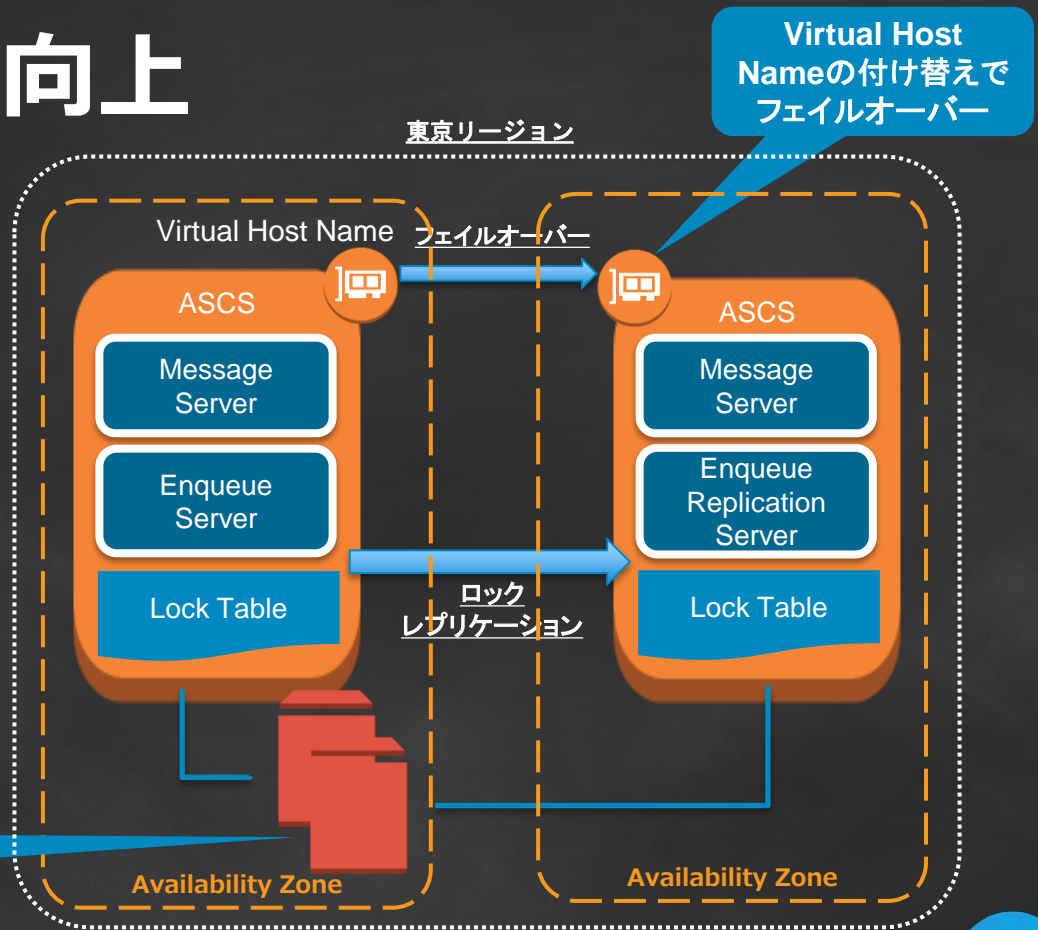 向上
Virtual Host
Nameの付け替えで
フェイルオーバー
東京リージョン
Virtual Host Name
フェイルオーバー
ASCS
Message
Server
Enqueue
Server
Lock Table
ロック
レプリケーション
ASCS
Message
Server
Enqueue
Replication
Server
Lock Table
Availability Zone
Availability Zone